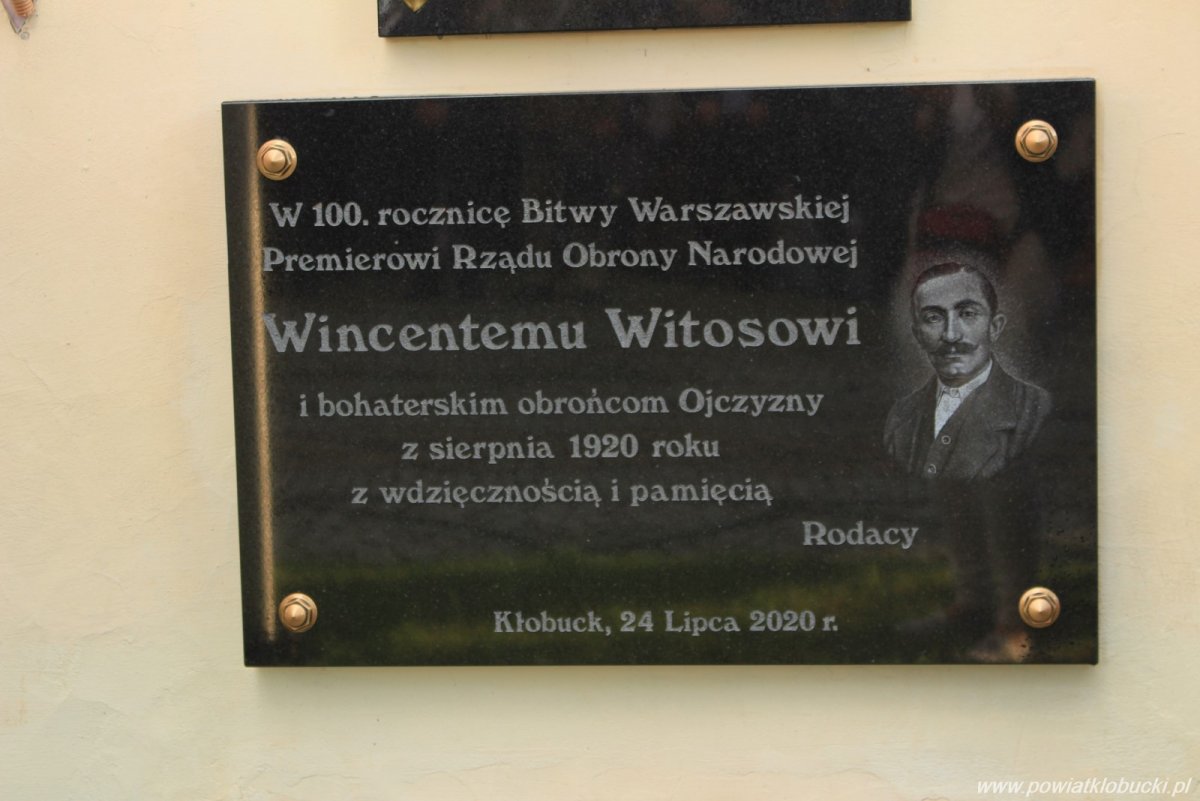 W 100. rocznicę Bitwy Warszawskiej
Premierowi Rządu Obrony Narodowej
Wincentemu Witosowi
i bohaterskim obrońcom Ojczyzny
z sierpnia 1920 roku
z wdzięcznością i pamięcią
Rodacy
Kłobuck, 24 Lipca 2020 r.
www.powiatklobucki.pl